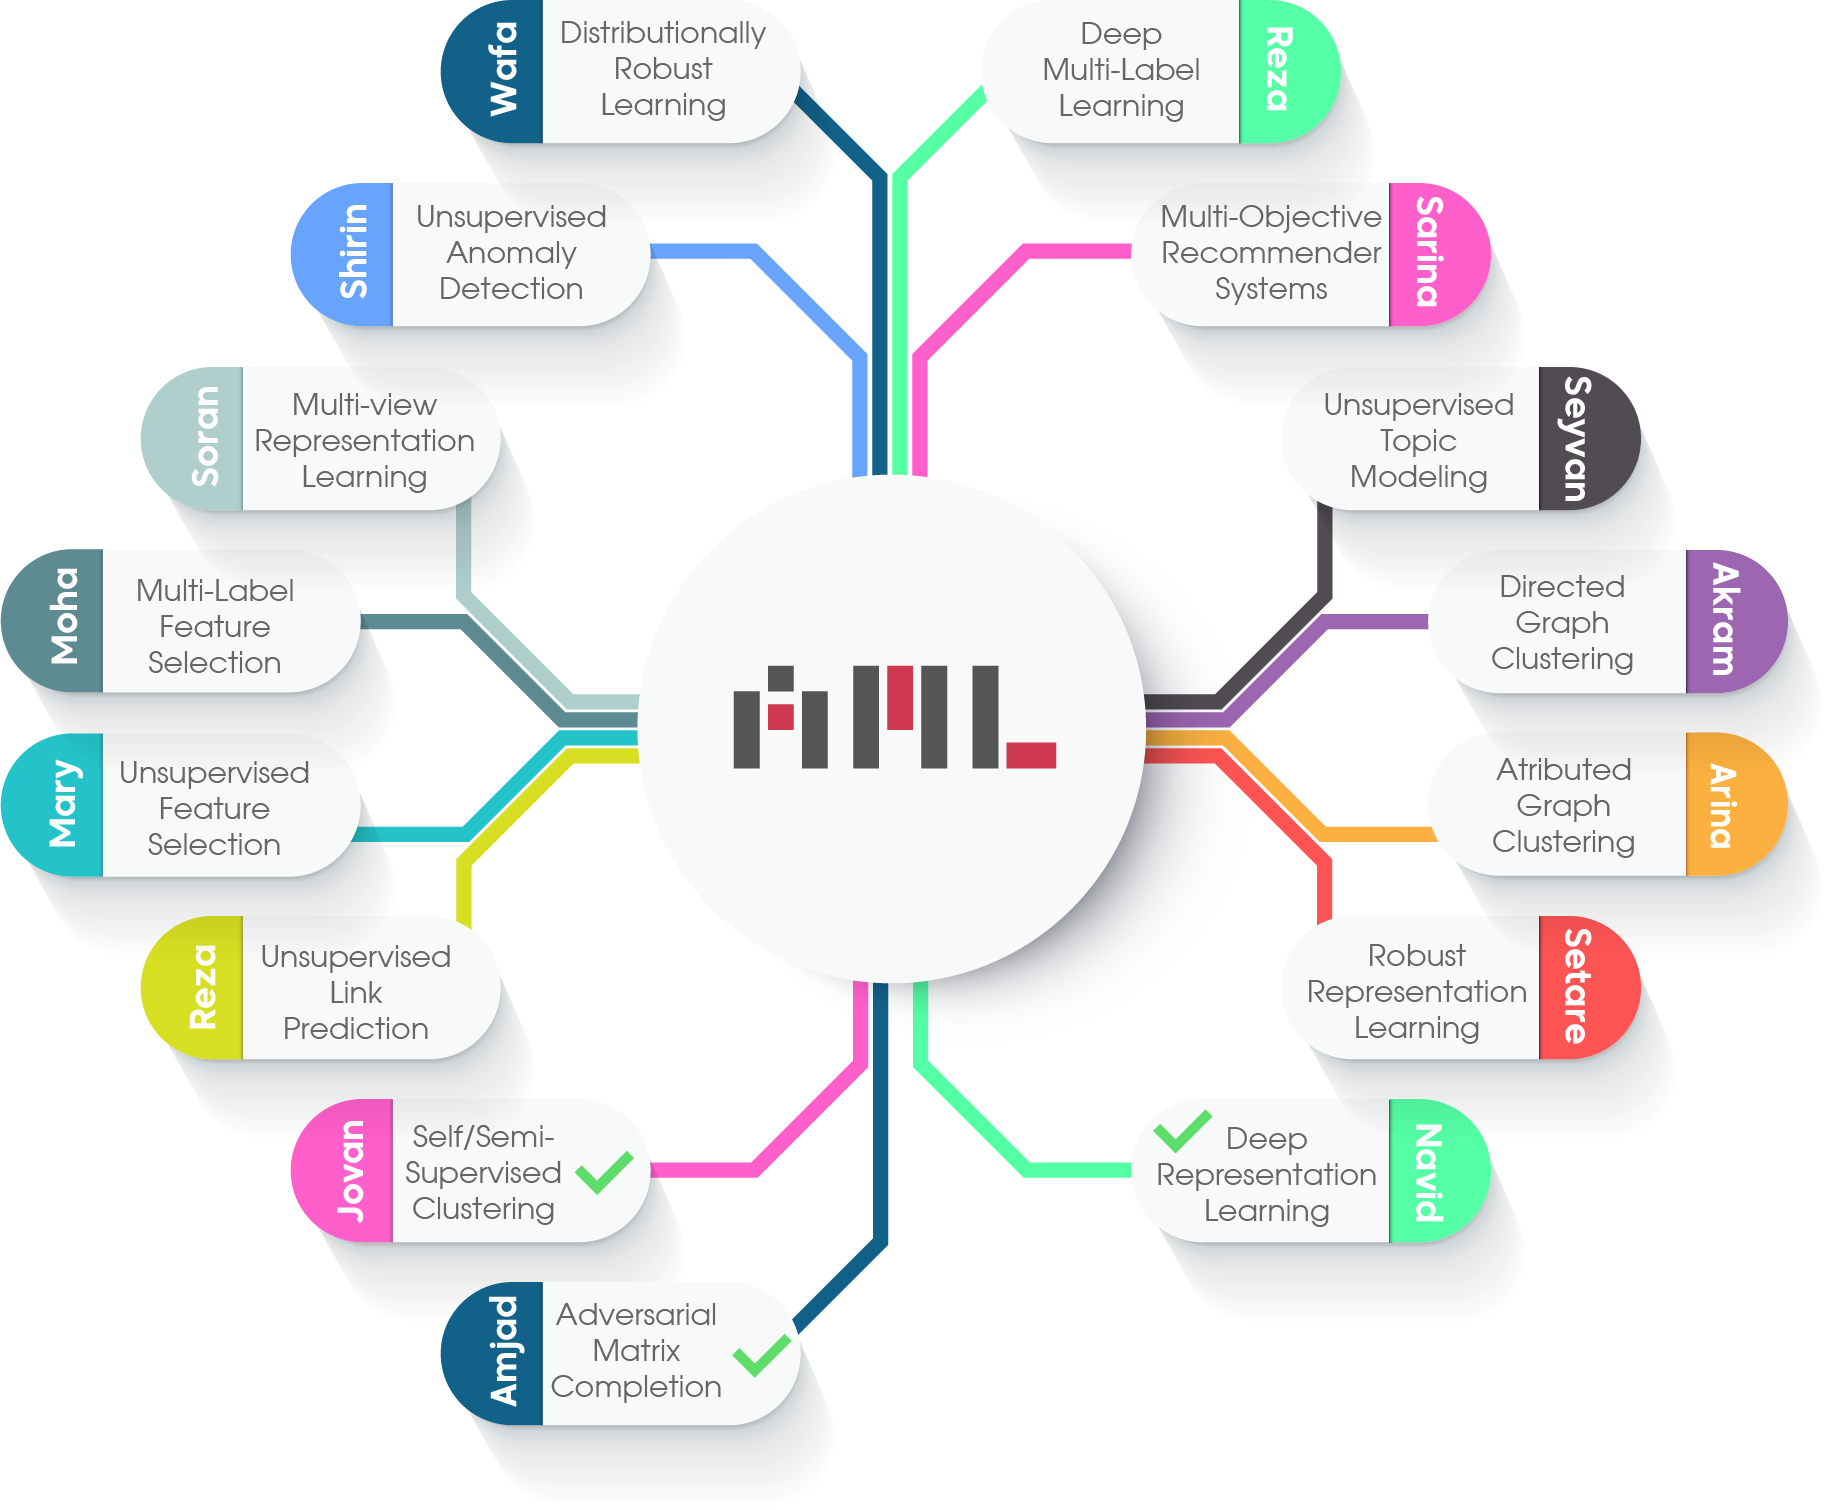 Wafa
Distributionally
Robust
Learning
Deep
Multi-Label
Learning
Reza
Shirin
Unsupervised
Anomaly
Detection
Multi-Objective
Recommender
Systems
Sarina
Soran
Multi-view
Representation
Learning
Unsupervised
Topic
Modeling
Seyvan
Moha
Multi-Label
Feature
Selection
Directed
Graph
Clustering
Akram
AML
Mary
Unsupervised
Feature
Selection
Atributed
Graph
Clustering
Arina
Reza
Unsupervised
Link
Prediction
Robust
Representation
Learning
Setare
Jovan
Self/Semi-
Supervised
Clustering
Deep
Representation
Learning
Navid
Amjad
Adversarial
Matrix
Completion